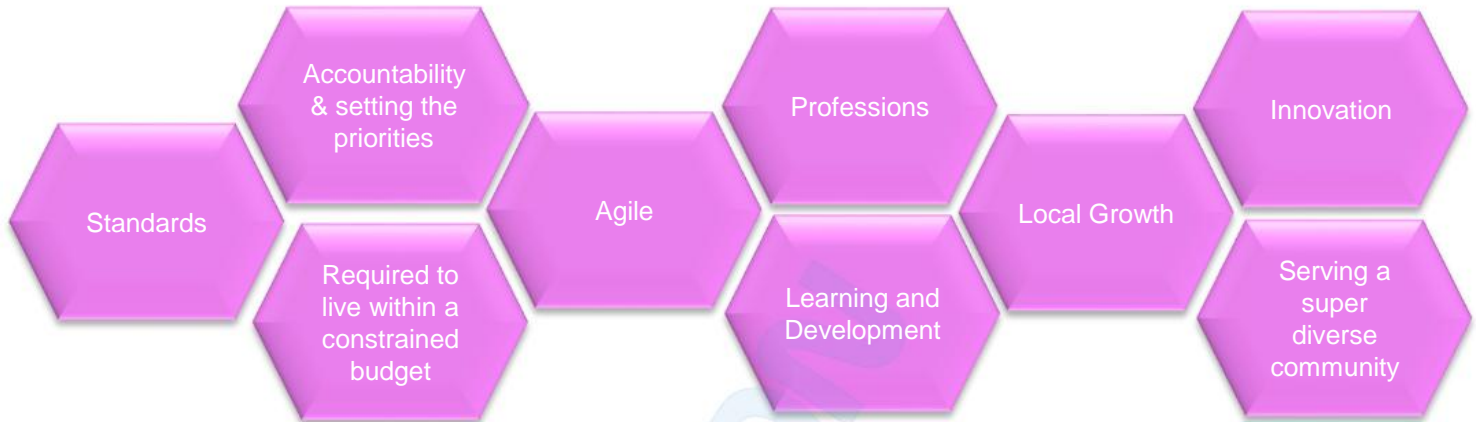 Standards
Accountability
& setting the
priorities
Required to
live within a
constrained
budget
Agile
Professions
Learning and
Development
Local Growth
Innovation
Serving a
super
diverse
community